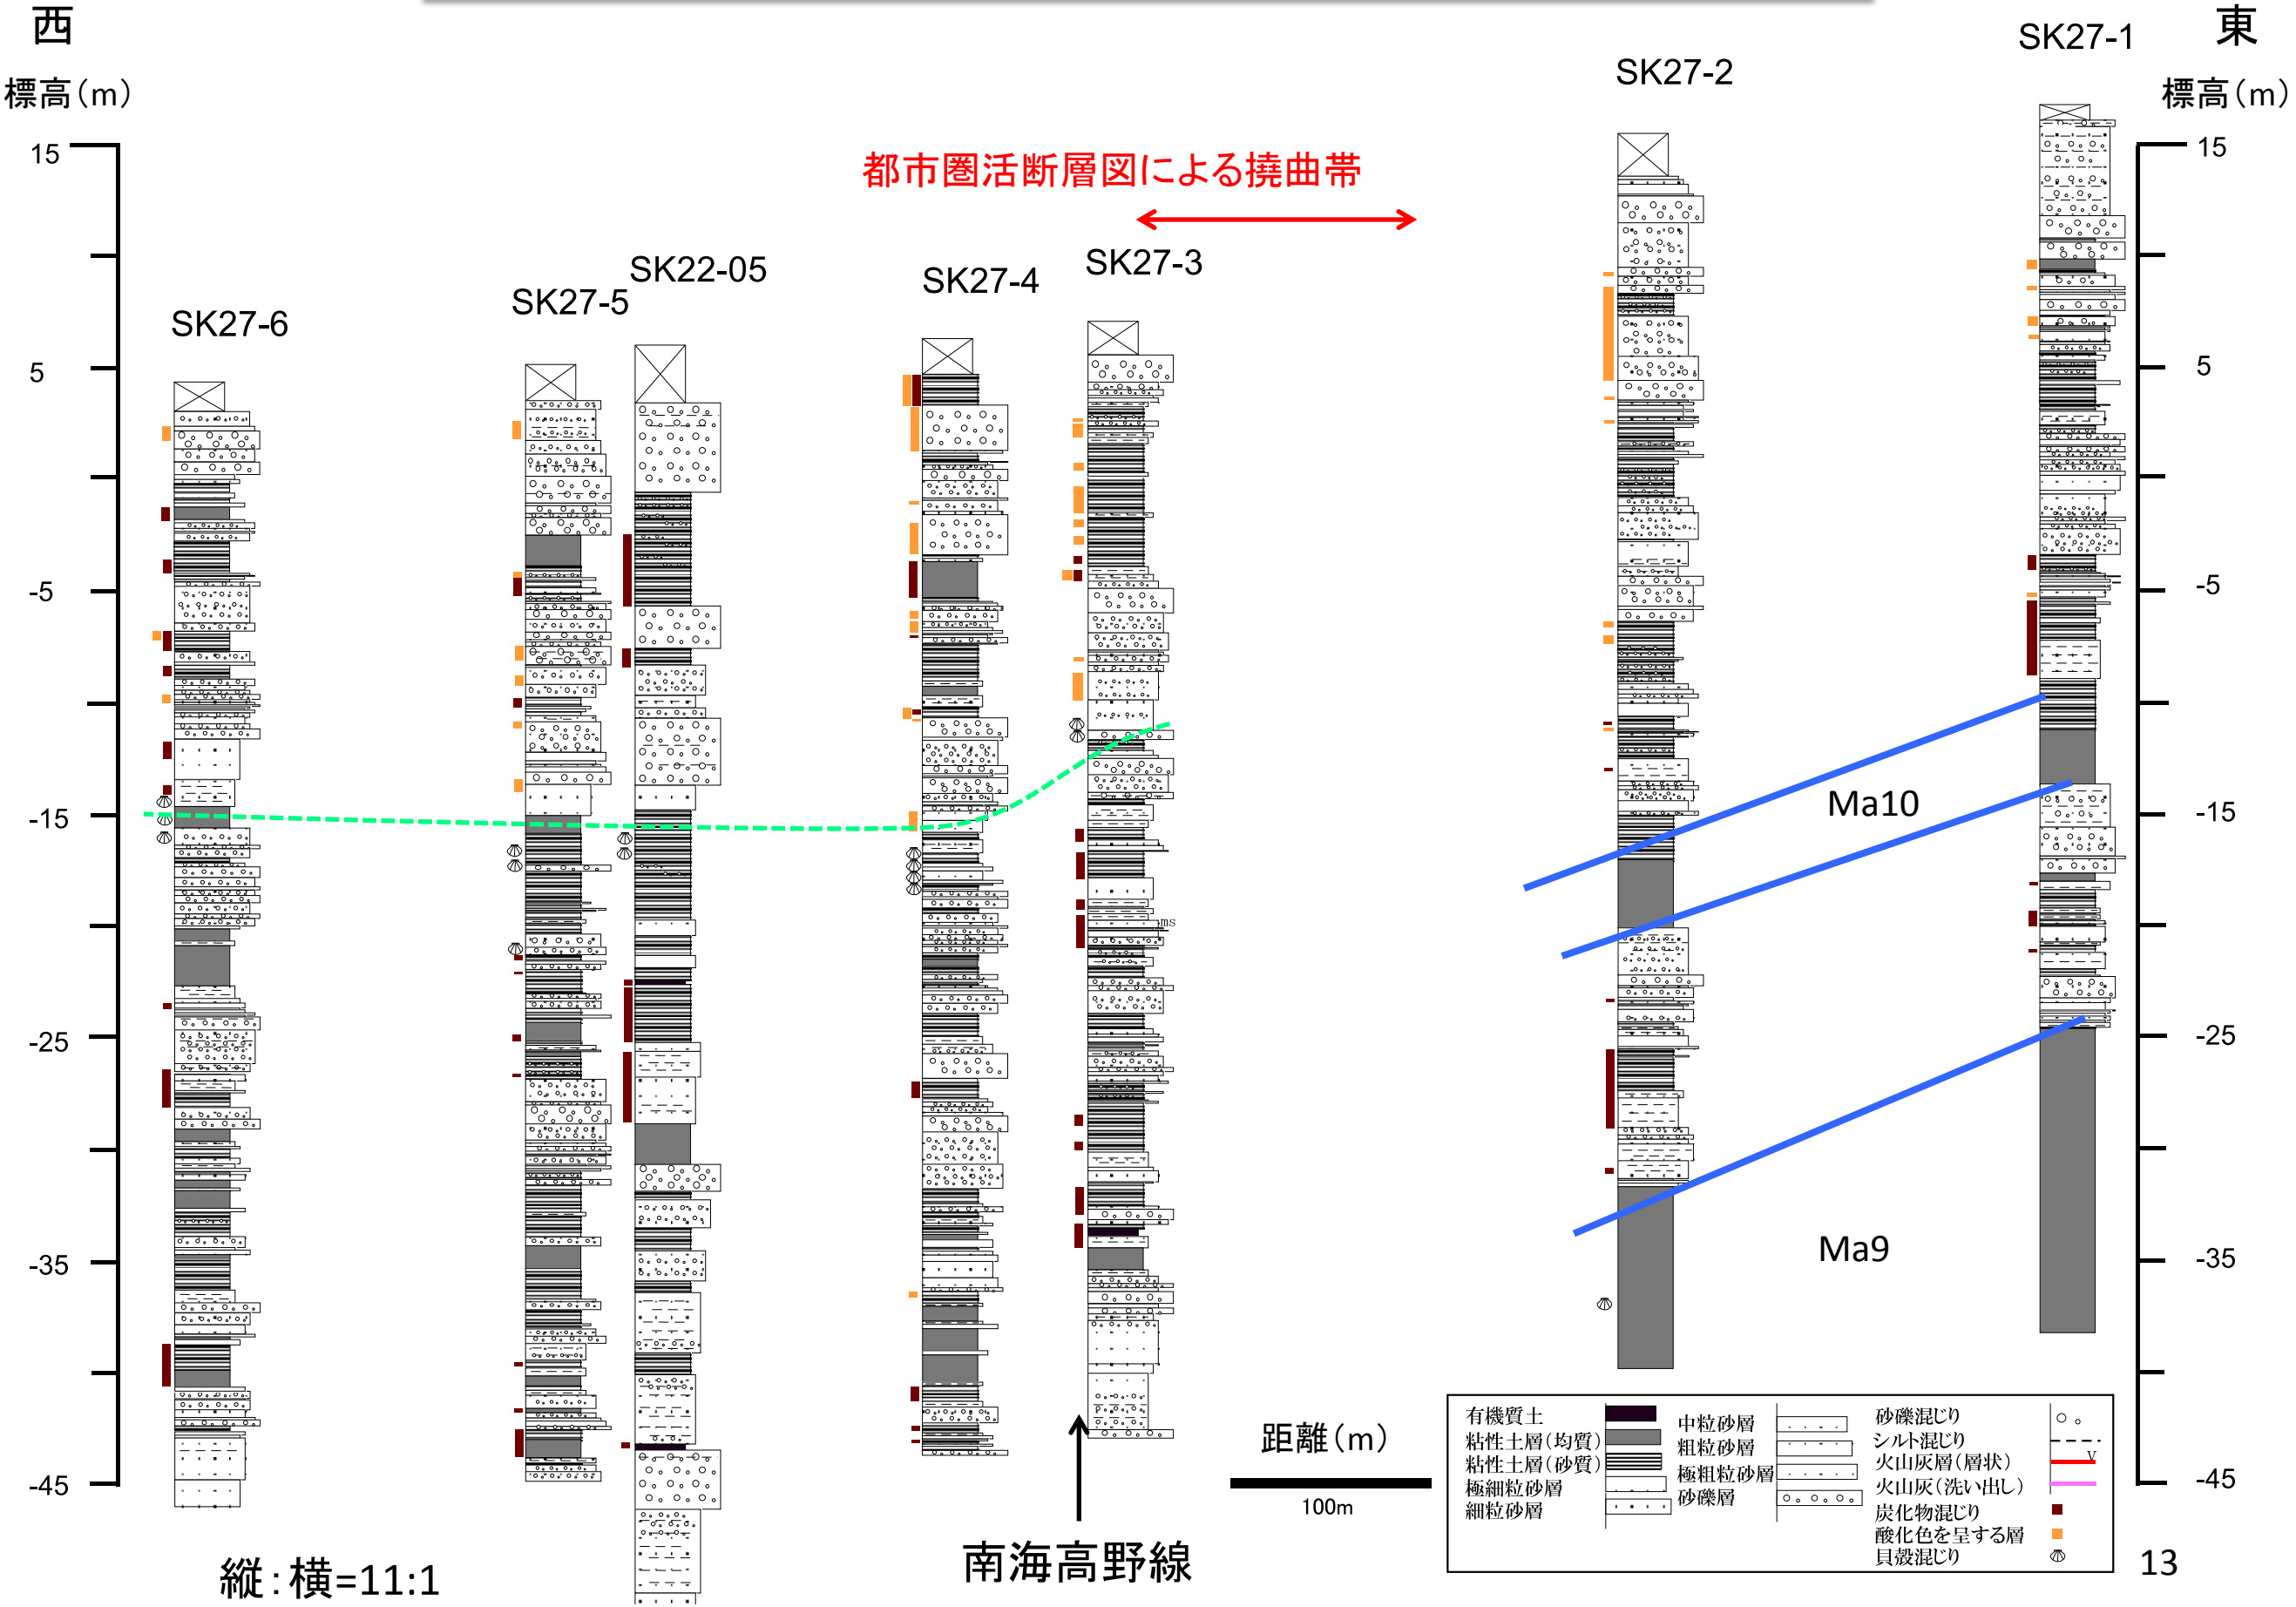 西
東
標高(m)
標高(m)
SK27-1
SK27-2
都市圏活断層図による撓曲帯
SK27-3
SK22-05
SK27-4
SK27-5
SK27-6
15
5
-5
-15
-25
-35
-45
15
5
-5
-15
-25
-35
-45
Ma10
Ma9
ms
距離(m)
100m
南海高野線
縦:横=11:1
有機質土
粘性土層(均質)
粘性土層(砂質)
極細粒砂層
細粒砂層
中粒砂層
粗粒砂層
極粗粒砂層
砂礫層
砂礫混じり
シルト混じり
火山灰層(層状)
V
火山灰(洗い出し)
炭化物混じり
酸化色を呈する層
貝殻混じり
13